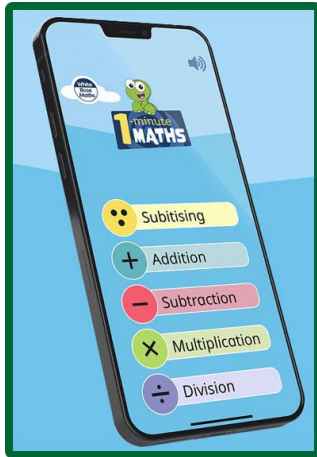 White
Rose
Maths
1-minute
MATHS
Subitising
+ Addition
− Subtraction
× Multiplication
÷ Division